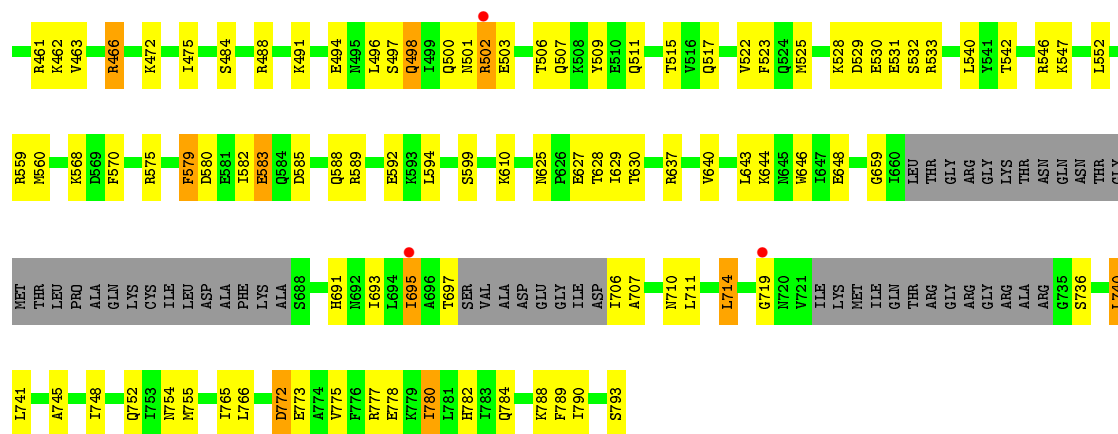 R461 K462 V463 R466 K472 I475 S484 R488 K491 E494 N495 L496 S497 Q498 I499 Q500 N501 R502 E503 T506 Q507 K508 Y509 E510 Q511 T515 V516 Q517 V522 F523 Q524 M525 K528 D529 E530 E531 S532 R533 L540 Y541 T542 R546 K547 L552
R559 M560 K568 D569 F570 R575 F579 D580 E581 I582 E583 Q584 D585 Q588 R589 E592 K593 L594 S599 K610 N625 P626 E627 T628 I629 T630 R637 V640 L643 K644 N645 W646 I647 E648 G659 I660 LEU THR GLY ARG GLY LYS THR ASN GLN ASN THR GLY
MET THR LEU PRO ALA GLN LYS CYS ILE LEU ASP ALA PHE LYS ALA S688 H691 N692 I693 L694 I695 A696 T697 SER VAL ALA ASP GLU GLY ILE ASP I706 A707 N710 L711 L714 G719 N720 V721 ILE LYS MET ILE GLN THR ARG GLY ARG GLY ARG ALA ARG G735 S736
L741 A745 I748 Q752 I753 N754 M755 I765 L766 D772 E773 A774 V775 F776 R777 E778 K779 I780 L781 H782 I783 Q784 K788 F789 I790 S793